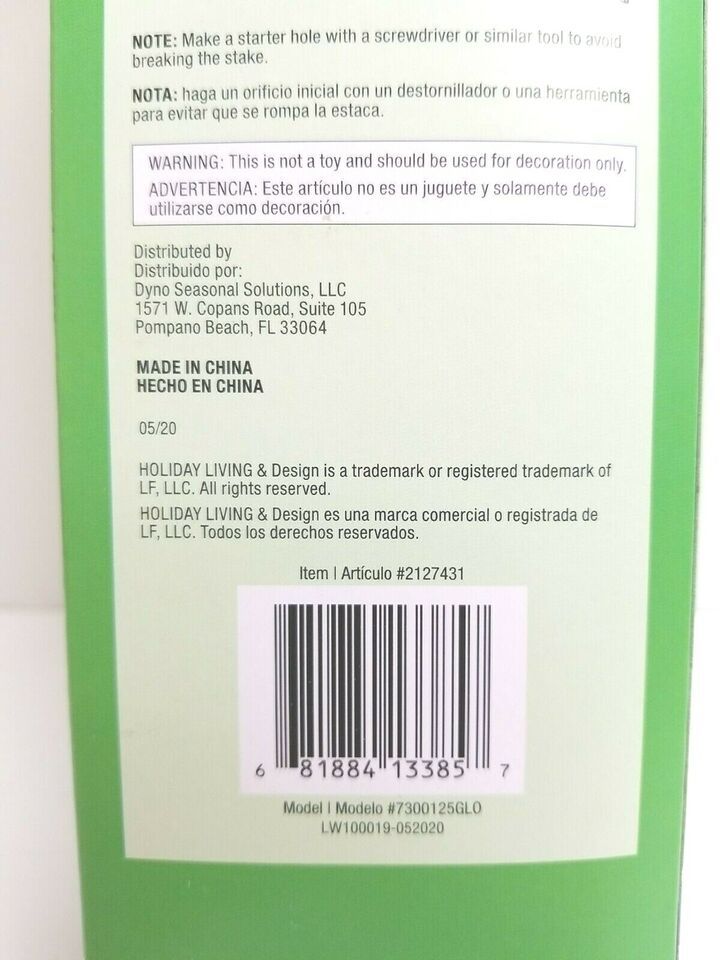 NOTE: Make a starter hole with a screwdriver or similar tool to avoid
breaking the stake.
NOTA: haga un orificio inicial con un destornillador o una herramienta
para evitar que se rompa la estaca.
WARNING: This is not a toy and should be used for decoration only.
ADVERTENCIA: Este artículo no es un juguete y solamente debe
utilizarse como decoración.
Distributed by
Distribuido por:
Dyno Seasonal Solutions, LLC
1571 W. Copans Road, Suite 105
Pompano Beach, FL 33064
MADE IN CHINA
HECHO EN CHINA
05/20
HOLIDAY LIVING & Design is a trademark or registered trademark of
LF, LLC. All rights reserved.
HOLIDAY LIVING & Design es una marca comercial o registrada de
LF, LLC. Todos los derechos reservados.
Item | Artículo #2127431
6 81884 13385 7
Model | Modelo #7300125GLO
LW100019-052020